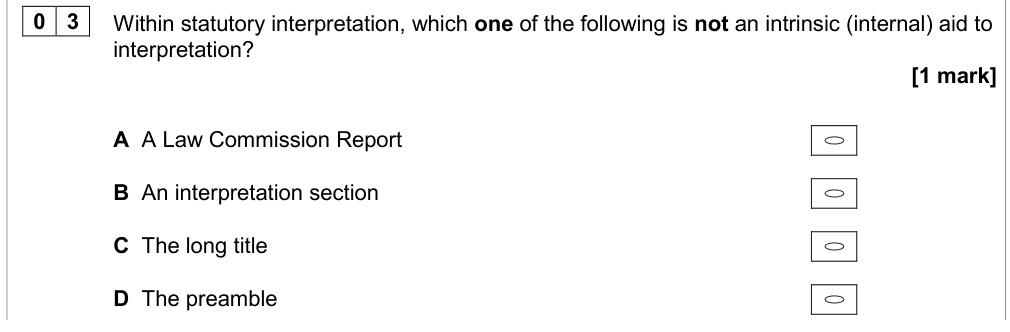 0 3 Within statutory interpretation, which one of the following is not an intrinsic (internal) aid to
interpretation?
[1 mark]
A A Law Commission Report
B An interpretation section
C The long title
D The preamble